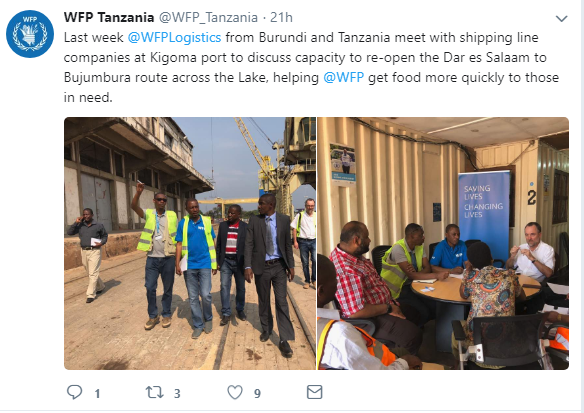 WFP
WFP Tanzania @WFP_Tanzania · 21h
Last week @WFPLogistics from Burundi and Tanzania meet with shipping line
companies at Kigoma port to discuss capacity to re-open the Dar es Salaam to
Bujumbura route across the Lake, helping @WFP get food more quickly to those
in need.
SAVING
LIVES
CHANGING
LIVES
2
1 3 9